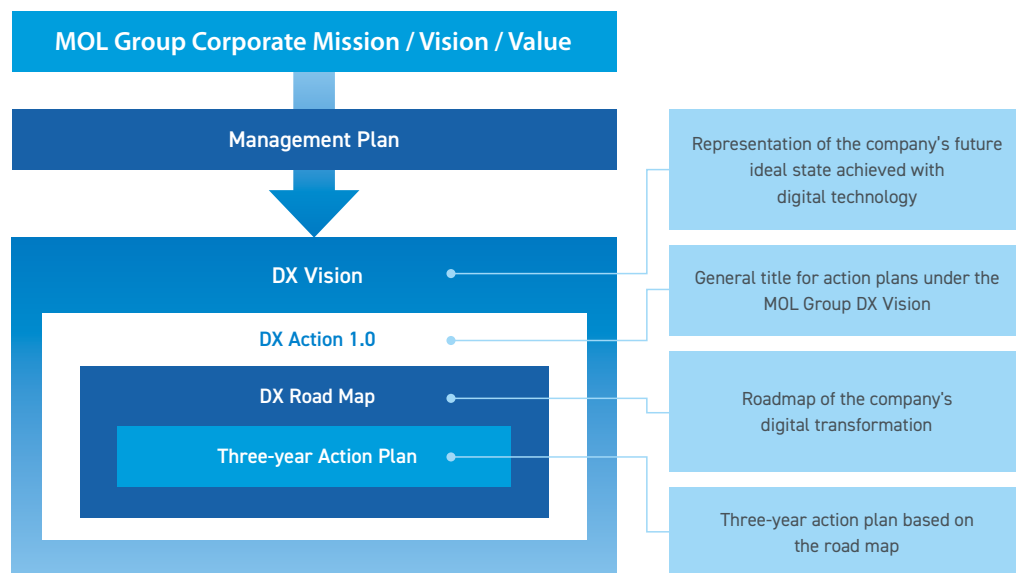 MOL Group Corporate Mission / Vision / Value
Management Plan
DX Vision
DX Action 1.0
DX Road Map
Three-year Action Plan
Representation of the company's future
ideal state achieved with
digital technology
General title for action plans under the
MOL Group DX Vision
Roadmap of the company's
digital transformation
Three-year action plan based on
the road map